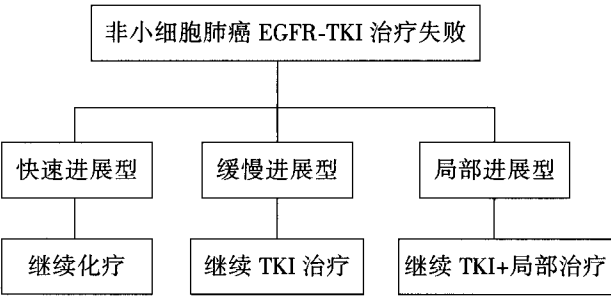 非小细胞肺癌 EGFR-TKI 治疗失败
快速进展型
缓慢进展型
局部进展型
继续化疗
继续 TKI 治疗
继续 TKI+局部治疗